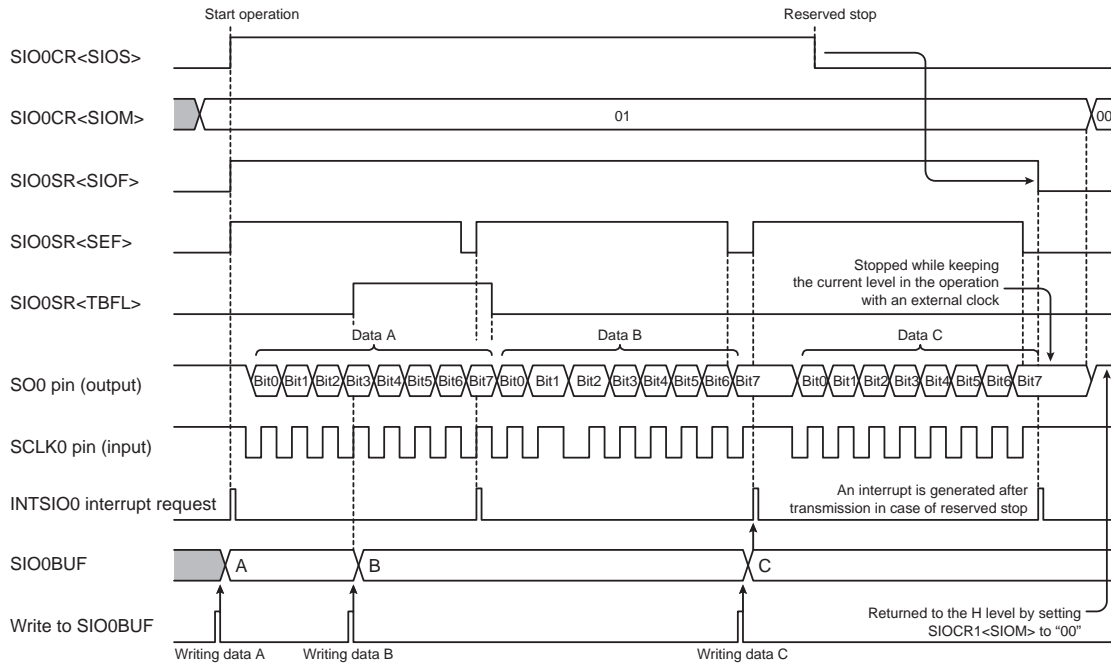 Start operation
Reserved stop
SIO0CR<SIOS>
SIO0CR<SIOM>
01
00
SIO0SR<SIOF>
SIO0SR<SEF>
Stopped while keeping
the current level in the operation
with an external clock
SIO0SR<TBFL>
Data A
Data B
Data C
SO0 pin (output)
Bit0 Bit1 Bit2 Bit3 Bit4 Bit5 Bit6 Bit7 Bit0 Bit1 Bit2 Bit3 Bit4 Bit5 Bit6 Bit7 Bit0 Bit1 Bit2 Bit3 Bit4 Bit5 Bit6 Bit7
SCLK0 pin (input)
INTSIO0 interrupt request
An interrupt is generated after
transmission in case of reserved stop
SIO0BUF
A
B
C
Write to SIO0BUF
Returned to the H level by setting
SIOCR1<SIOM> to “00”
Writing data A
Writing data B
Writing data C